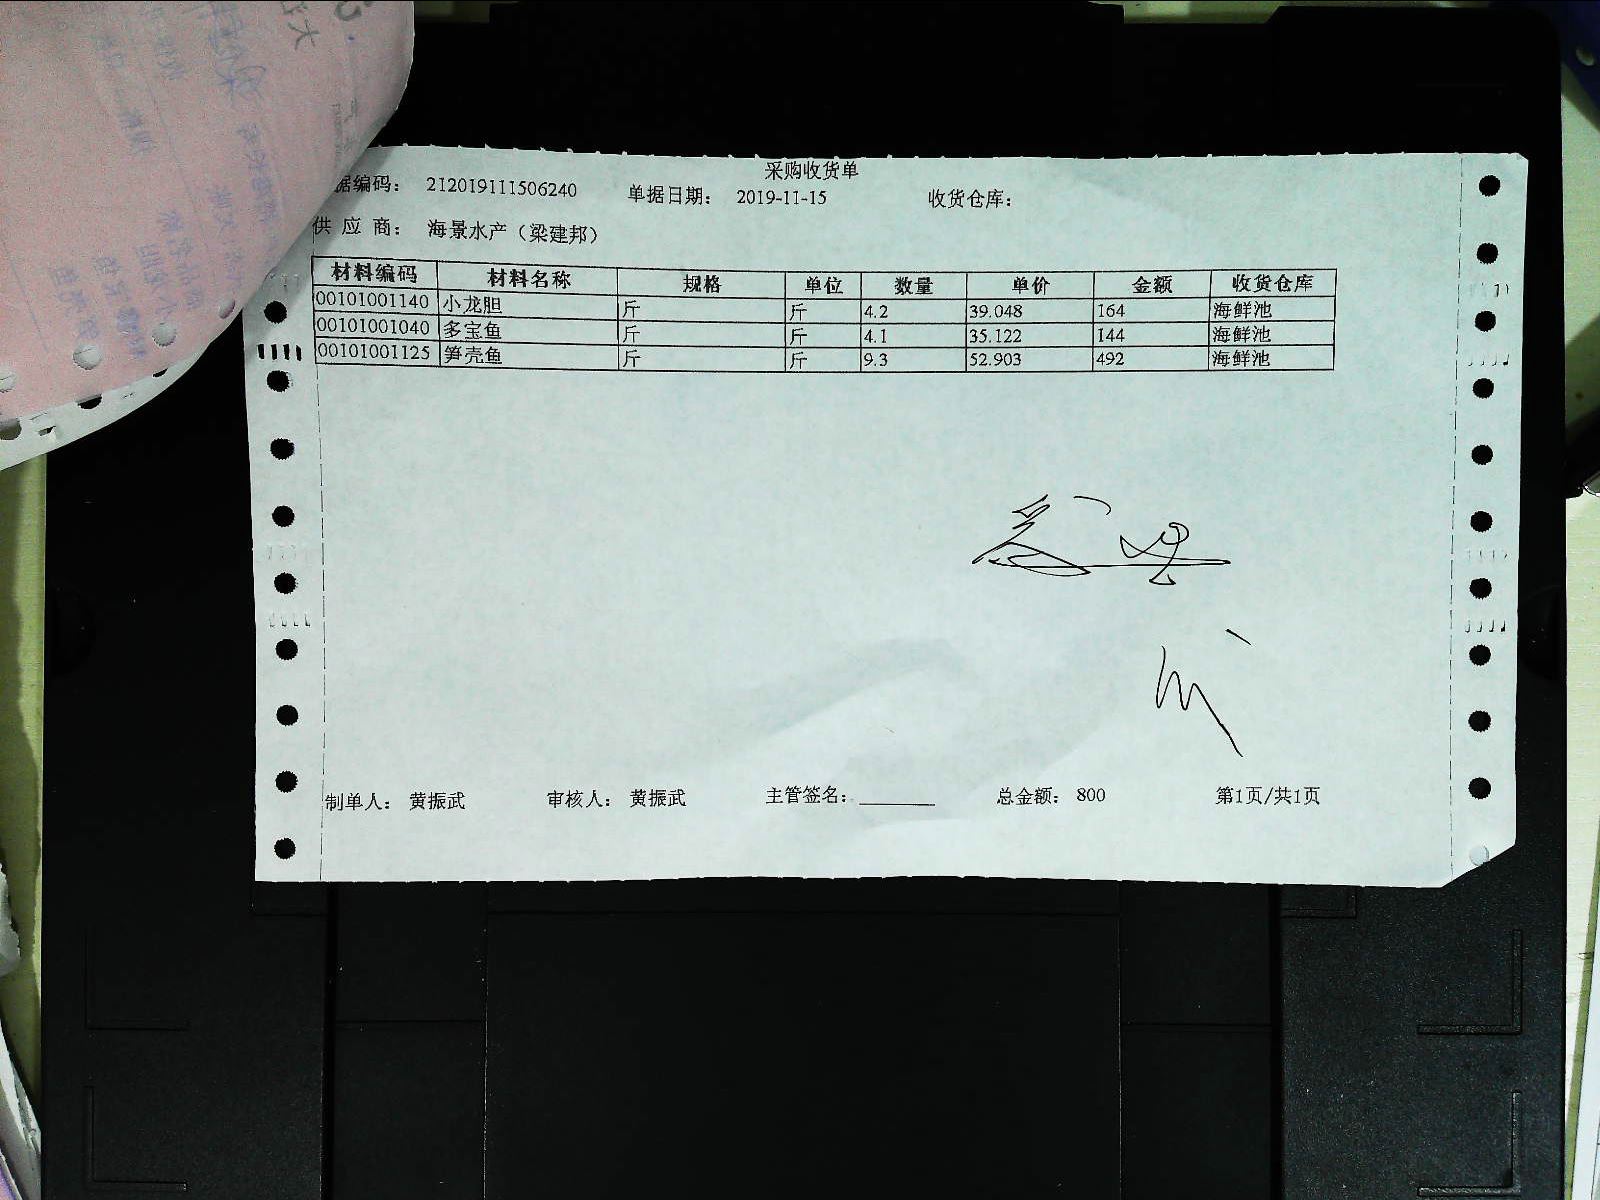 采购收货单
据编码： 212019111506240 单据日期： 2019-11-15 收货仓库：
供 应 商： 海景水产（梁建邦）
材料编码 材料名称 规格 单位 数量 单价 金额 收货仓库
00101001140 小龙胆 斤 斤 4.2 39.048 164 海鲜池
00101001040 多宝鱼 斤 斤 4.1 35.122 144 海鲜池
00101001125 笋壳鱼 斤 斤 9.3 52.903 492 海鲜池
制单人： 黄振武 审核人： 黄振武 主管签名： 总金额： 800 第1页/共1页